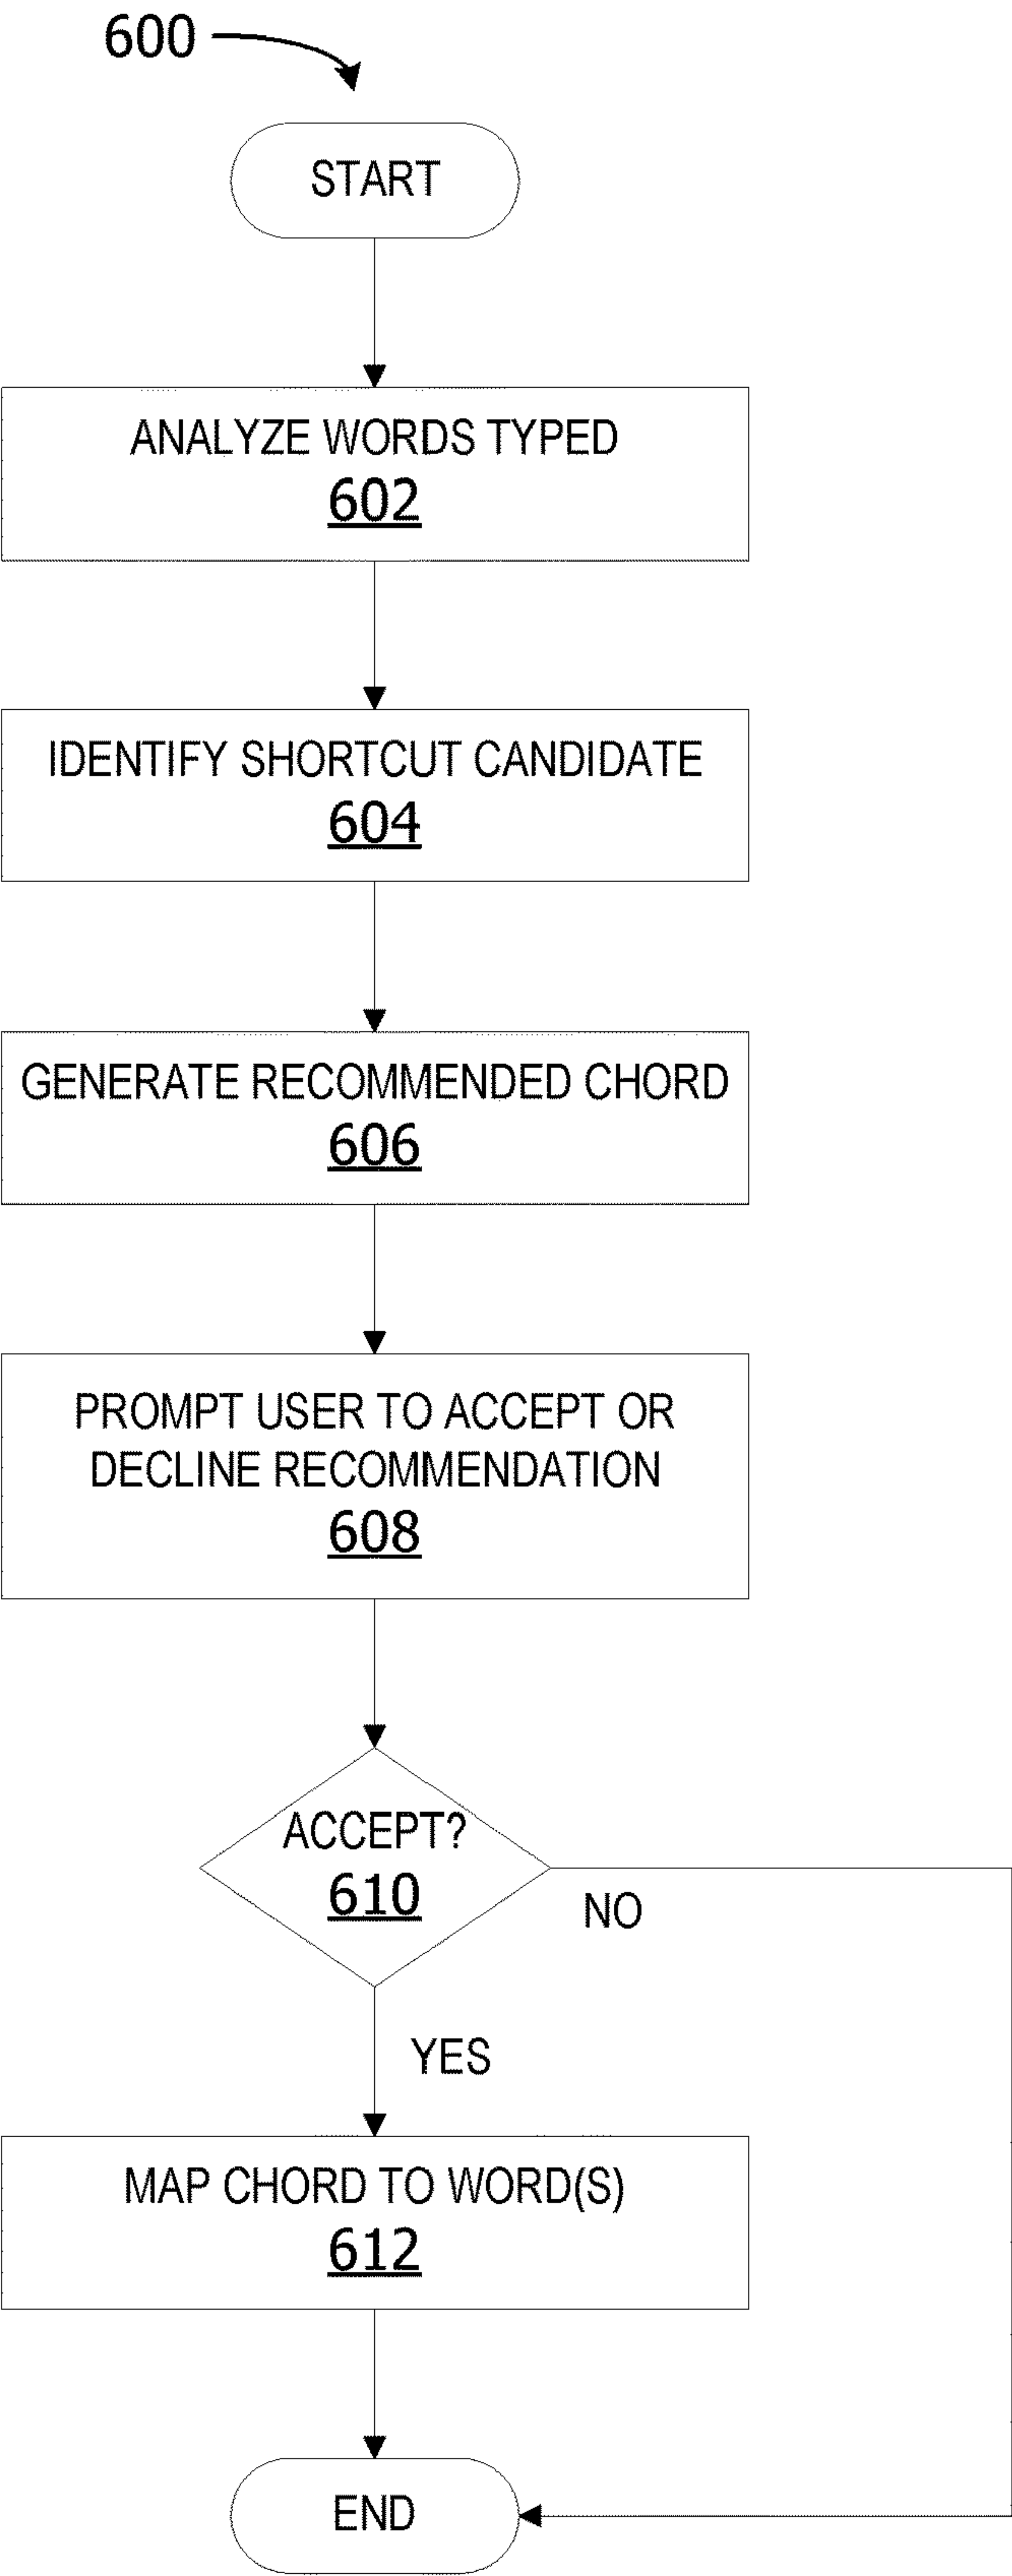 600
START
ANALYZE WORDS TYPED
602
IDENTIFY SHORTCUT CANDIDATE
604
GENERATE RECOMMENDED CHORD
606
PROMPT USER TO ACCEPT OR
DECLINE RECOMMENDATION
608
ACCEPT?
610
NO
YES
MAP CHORD TO WORD(S)
612
END